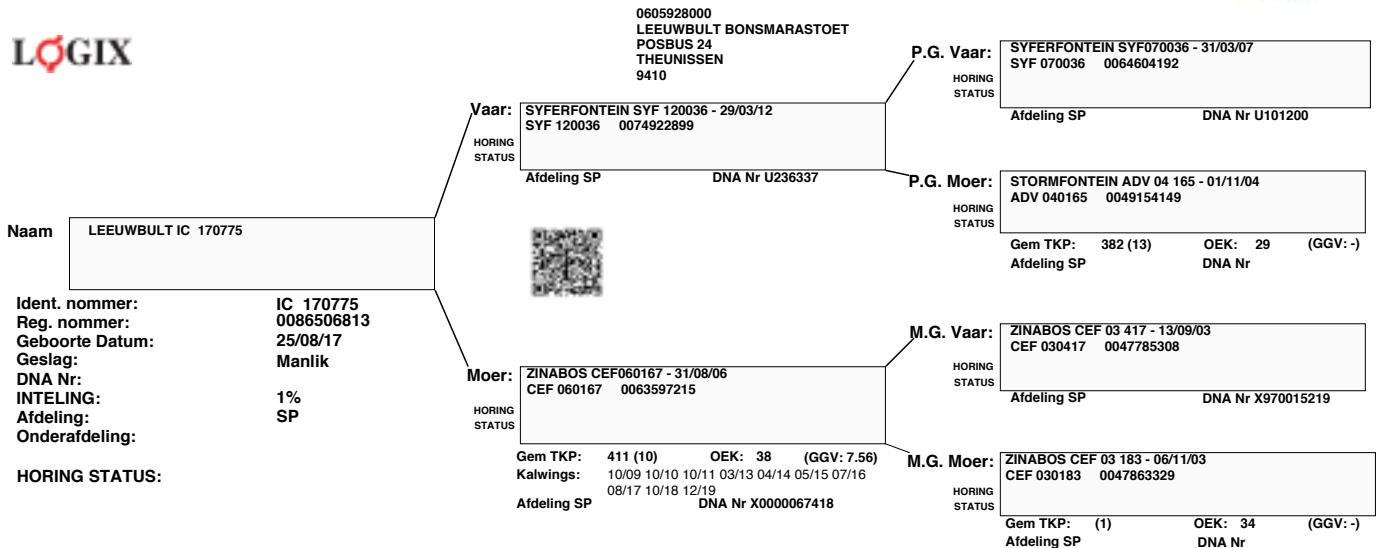 LOGIX
0605928000
LEEUWBULT BONSMARASTOET
POSBUS 24
THEUNISSEN
9410
Naam LEEUWBULT IC 170775
Ident. nommer: IC 170775
Reg. nommer: 0086506813
Geboorte Datum: 25/08/17
Geslag: Manlik
DNA Nr:
INTELING: 1%
Afdeling: SP
Onderafdeling:
HORING STATUS:
Vaar: SYFERFONTEIN SYF 120036 - 29/03/12
SYF 120036 0074922899
HORING
STATUS
Afdeling SP DNA Nr U236337
Moer: ZINABOS CEF060167 - 31/08/06
CEF 060167 0063597215
HORING
STATUS
Gem TKP: 411 (10) OEK: 38 (GGV: 7.56)
Kalwings: 10/09 10/10 10/11 03/13 04/14 05/15 07/16
08/17 10/18 12/19
Afdeling SP DNA Nr X0000067418
P.G. Vaar: SYFERFONTEIN SYF070036 - 31/03/07
SYF 070036 0064604192
HORING
STATUS
Afdeling SP DNA Nr U101200
P.G. Moer: STORMFONTEIN ADV 04 165 - 01/11/04
ADV 040165 0049154149
HORING
STATUS
Gem TKP: 382 (13) OEK: 29 (GGV: -)
Afdeling SP DNA Nr
M.G. Vaar: ZINABOS CEF 03 417 - 13/09/03
CEF 030417 0047785308
HORING
STATUS
Afdeling SP DNA Nr X970015219
M.G. Moer: ZINABOS CEF 03 183 - 06/11/03
CEF 030183 0047863329
HORING
STATUS
Gem TKP: (1) OEK: 34 (GGV: -)
Afdeling SP DNA Nr